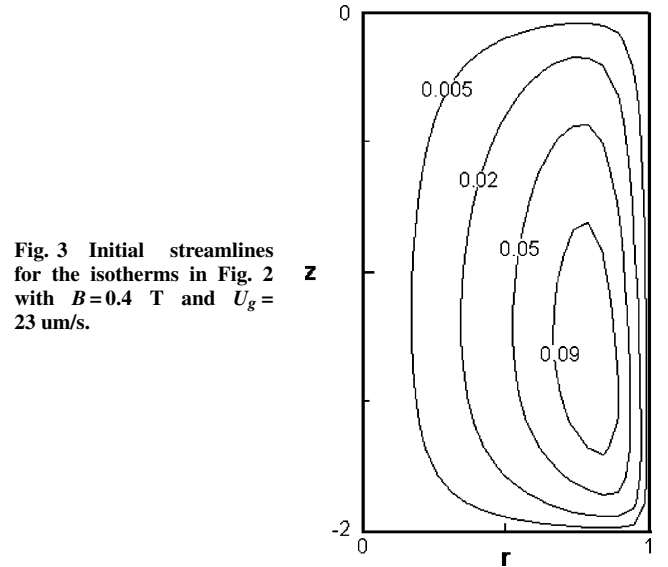 Fig. 3 Initial streamlines
for the isotherms in Fig. 2
with B = 0.4 T and Ug =
23 um/s.
0
0.005
0.02
0.05
z
0.09
-2
0
1
r